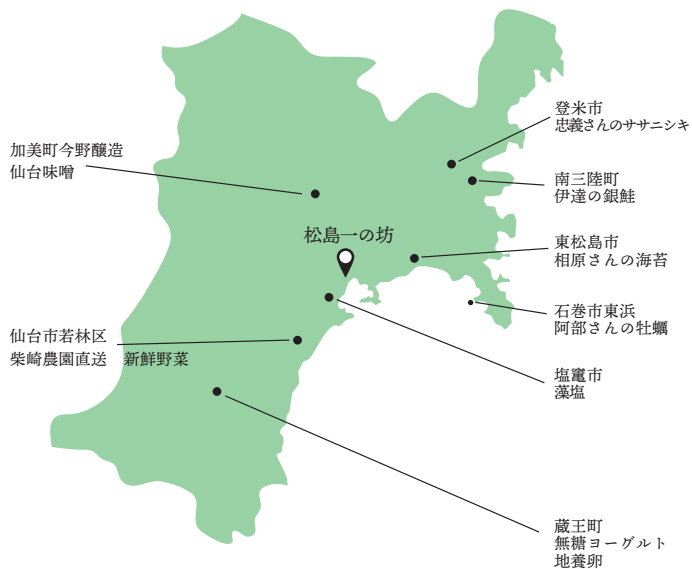 加美町今野醸造
仙台味噌
仙台市若林区
柴崎農園直送　新鮮野菜
松島一の坊
登米市
忠義さんのササニシキ
南三陸町
伊達の銀鮭
東松島市
相原さんの海苔
石巻市東浜
阿部さんの牡蠣
塩竈市
藻塩
蔵王町
無糖ヨーグルト
地養卵